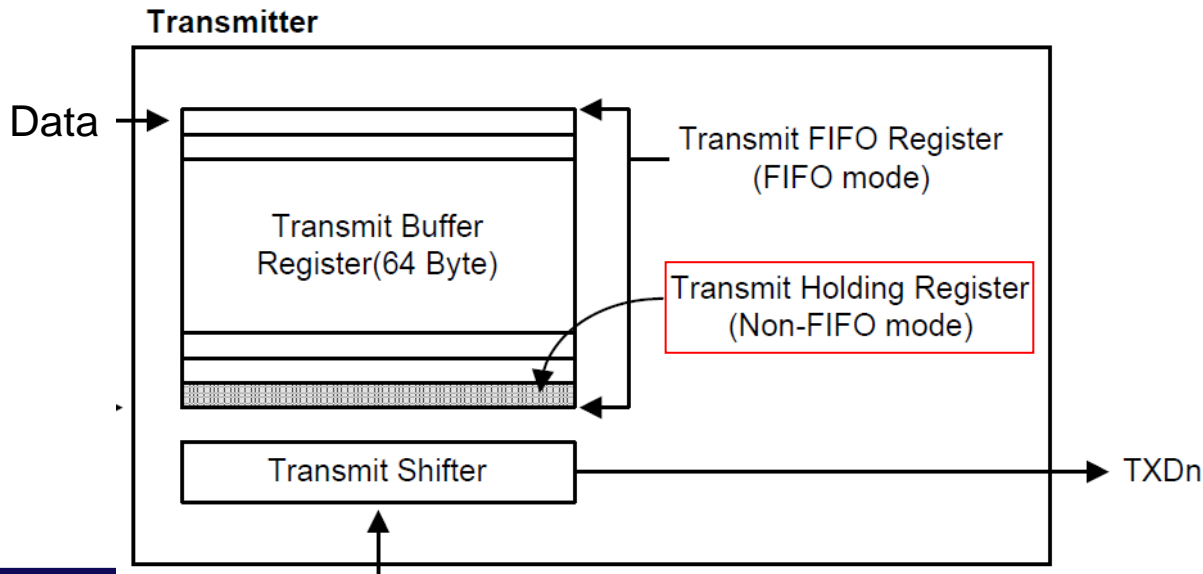 Transmitter
Data
Transmit FIFO Register
(FIFO mode)
Transmit Buffer
Register(64 Byte)
Transmit Holding Register
(Non-FIFO mode)
Transmit Shifter
TXDn